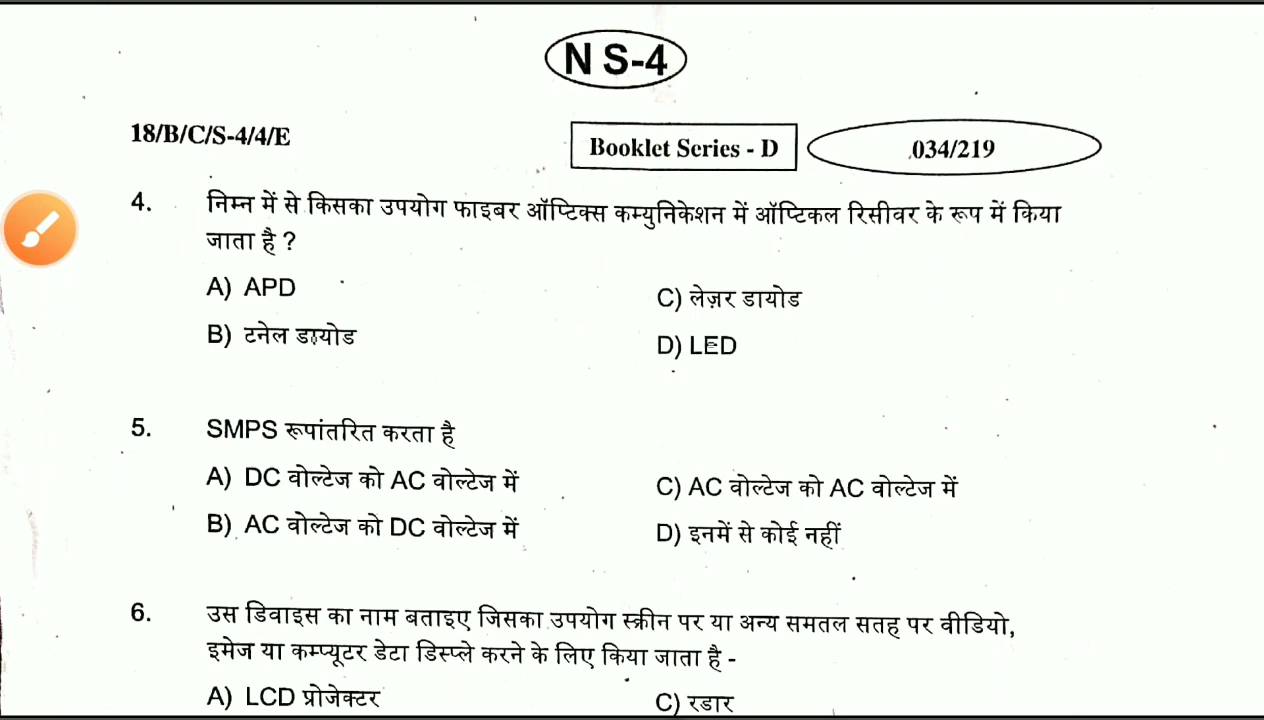 N S-4
18/B/C/S-4/4/E
Booklet Series - D
034/219
4. निम्न में से किसका उपयोग फाइबर ऑप्टिक्स कम्युनिकेशन में ऑप्टिकल रिसीवर के रूप में किया
जाता है ?
A) APD
C) लेज़र डायोड
B) टनेल डायोड
D) LED
5. SMPS रूपांतरित करता है
A) DC वोल्टेज को AC वोल्टेज में
C) AC वोल्टेज को AC वोल्टेज में
B) AC वोल्टेज को DC वोल्टेज में
D) इनमें से कोई नहीं
6. उस डिवाइस का नाम बताइए जिसका उपयोग स्क्रीन पर या अन्य समतल सतह पर वीडियो,
इमेज या कम्प्यूटर डेटा डिस्प्ले करने के लिए किया जाता है -
A) LCD प्रोजेक्टर
C) रडार